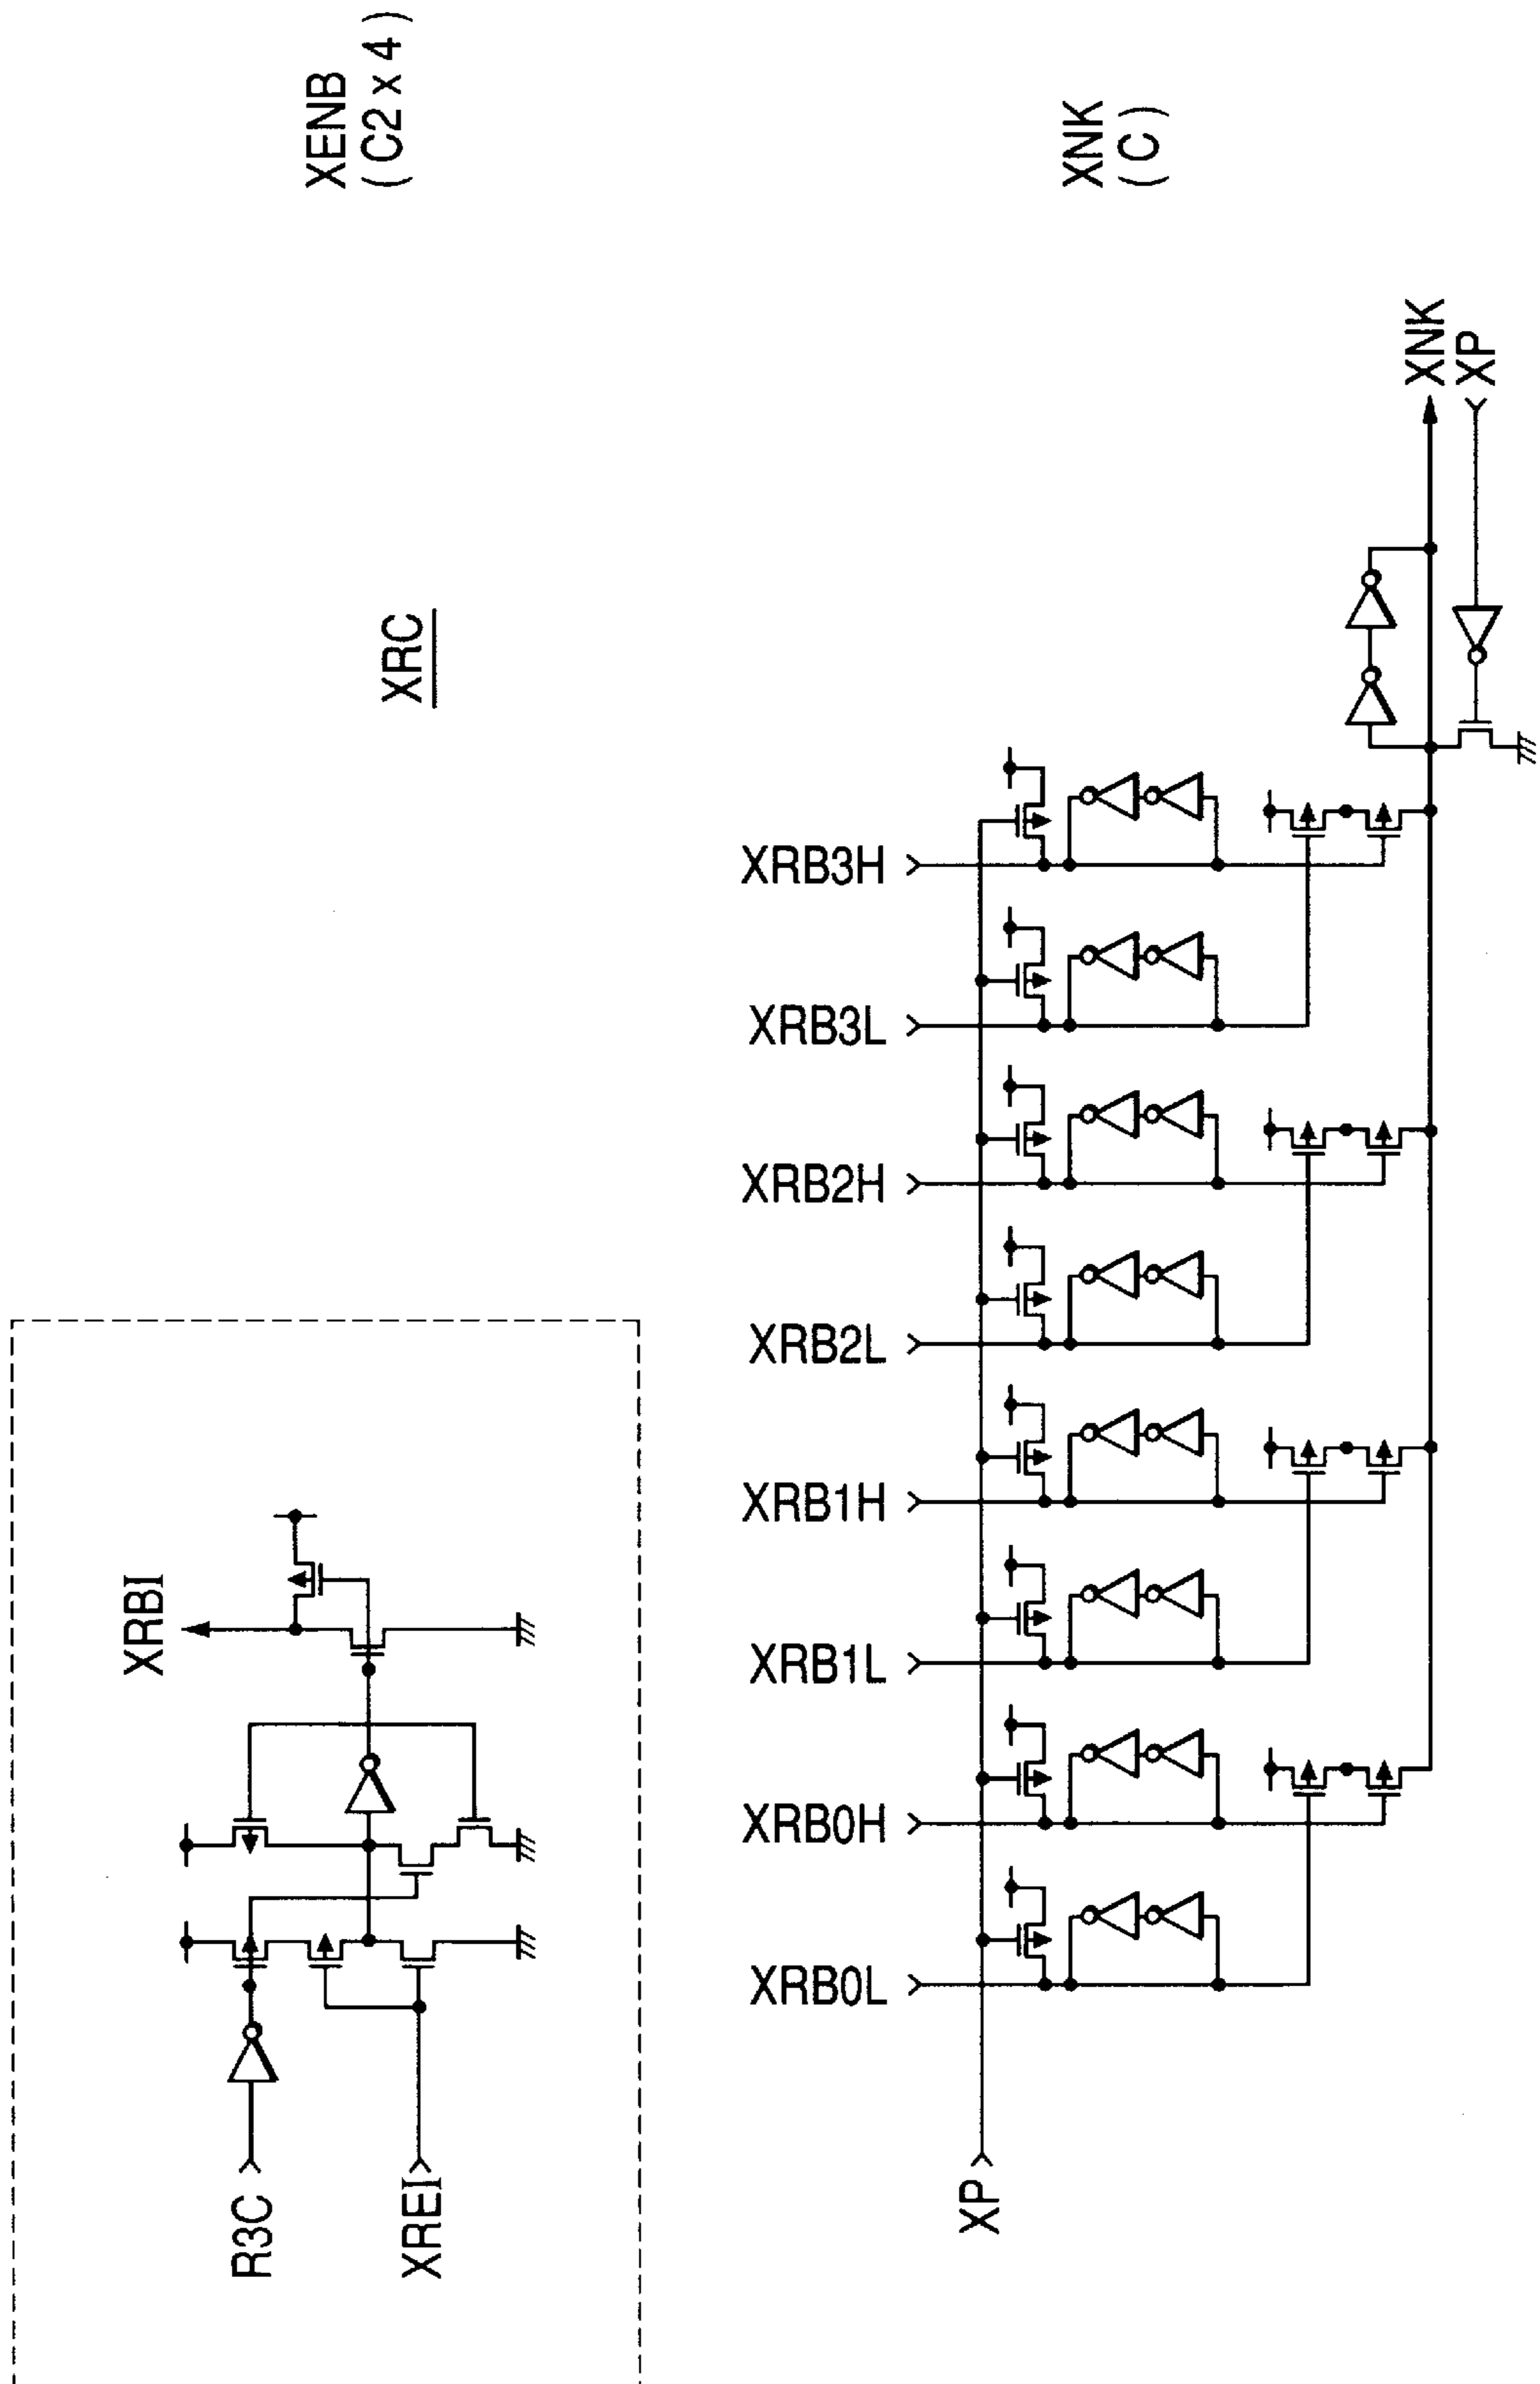 XENB
( C2 x 4 )
XRC
XRBI
R3C
XREI
XNK
( C )
XRB3H
XRB3L
XRB2H
XRB2L
XRB1H
XRB1L
XRB0H
XRB0L
XP
XNK
XP